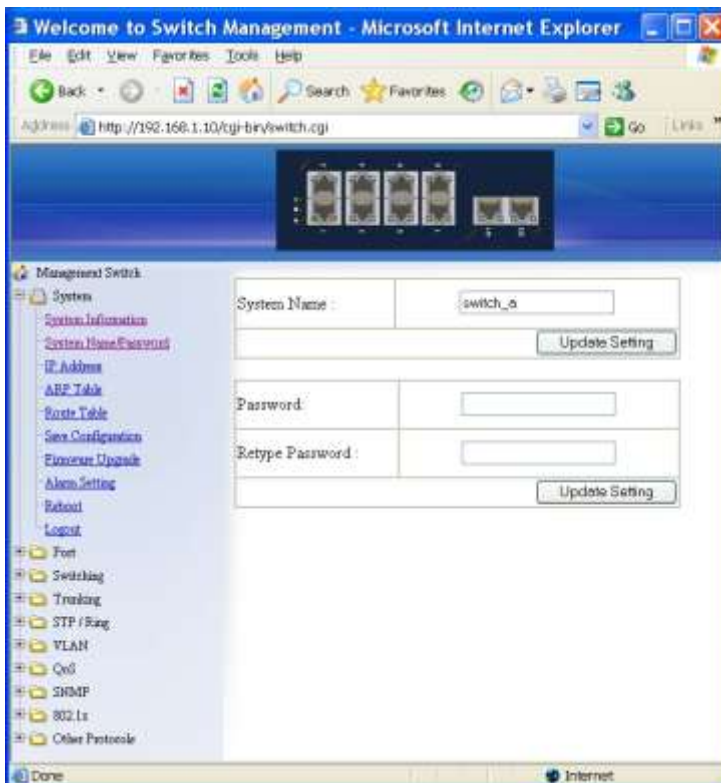 Welcome to Switch Management - Microsoft Internet Explorer
File Edit View Favorites Tools Help
Back Search Favorites
Address http://192.168.1.10/cgi-bin/switch.cgi Go Links »
Management Switch
System
System Information
System Name/Password
IP Address
ARP Table
Route Table
Save Configuration
Firmware Upgrade
Alarm Setting
Reboot
Logout
Port
Switching
Trunking
STP / Ring
VLAN
QoS
SNMP
802.1x
Other Protocols
System Name : switch_a
Update Setting
Password:
Retype Password :
Update Setting
Done Internet